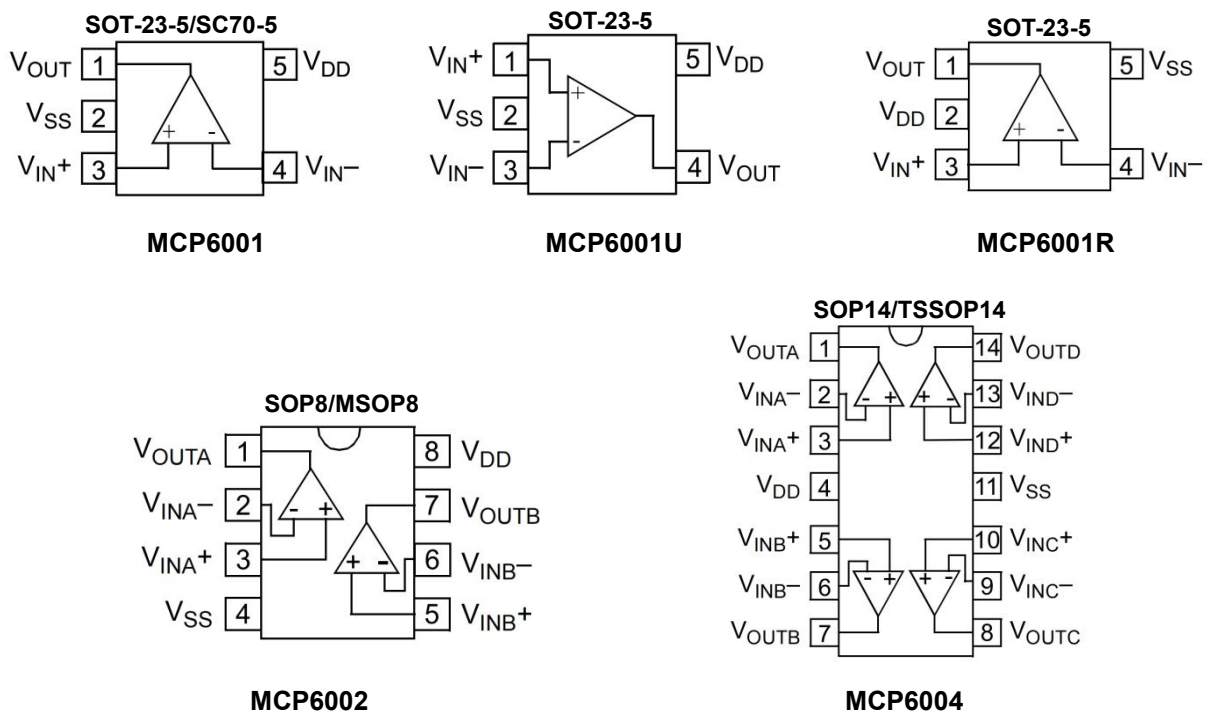 SOT-23-5/SC70-5
VOUT 1 5 VDD
VSS 2
VIN+ 3 4 VIN–
+ -
MCP6001
SOT-23-5
VIN+ 1 5 VDD
VSS 2
VIN– 3 4 VOUT
+
-
MCP6001U
SOT-23-5
VOUT 1 5 VSS
VDD 2
VIN+ 3 4 VIN–
+ -
MCP6001R
SOP8/MSOP8
VOUTA 1 8 VDD
VINA– 2 - + 7 VOUTB
VINA+ 3 + - 6 VINB–
VSS 4 5 VINB+
MCP6002
SOP14/TSSOP14
VOUTA 1 14 VOUTD
VINA– 2 - + + - 13 VIND–
VINA+ 3 12 VIND+
VDD 4 11 VSS
VINB+ 5 10 VINC+
VINB– 6 - + + - 9 VINC–
VOUTB 7 8 VOUTC
MCP6004